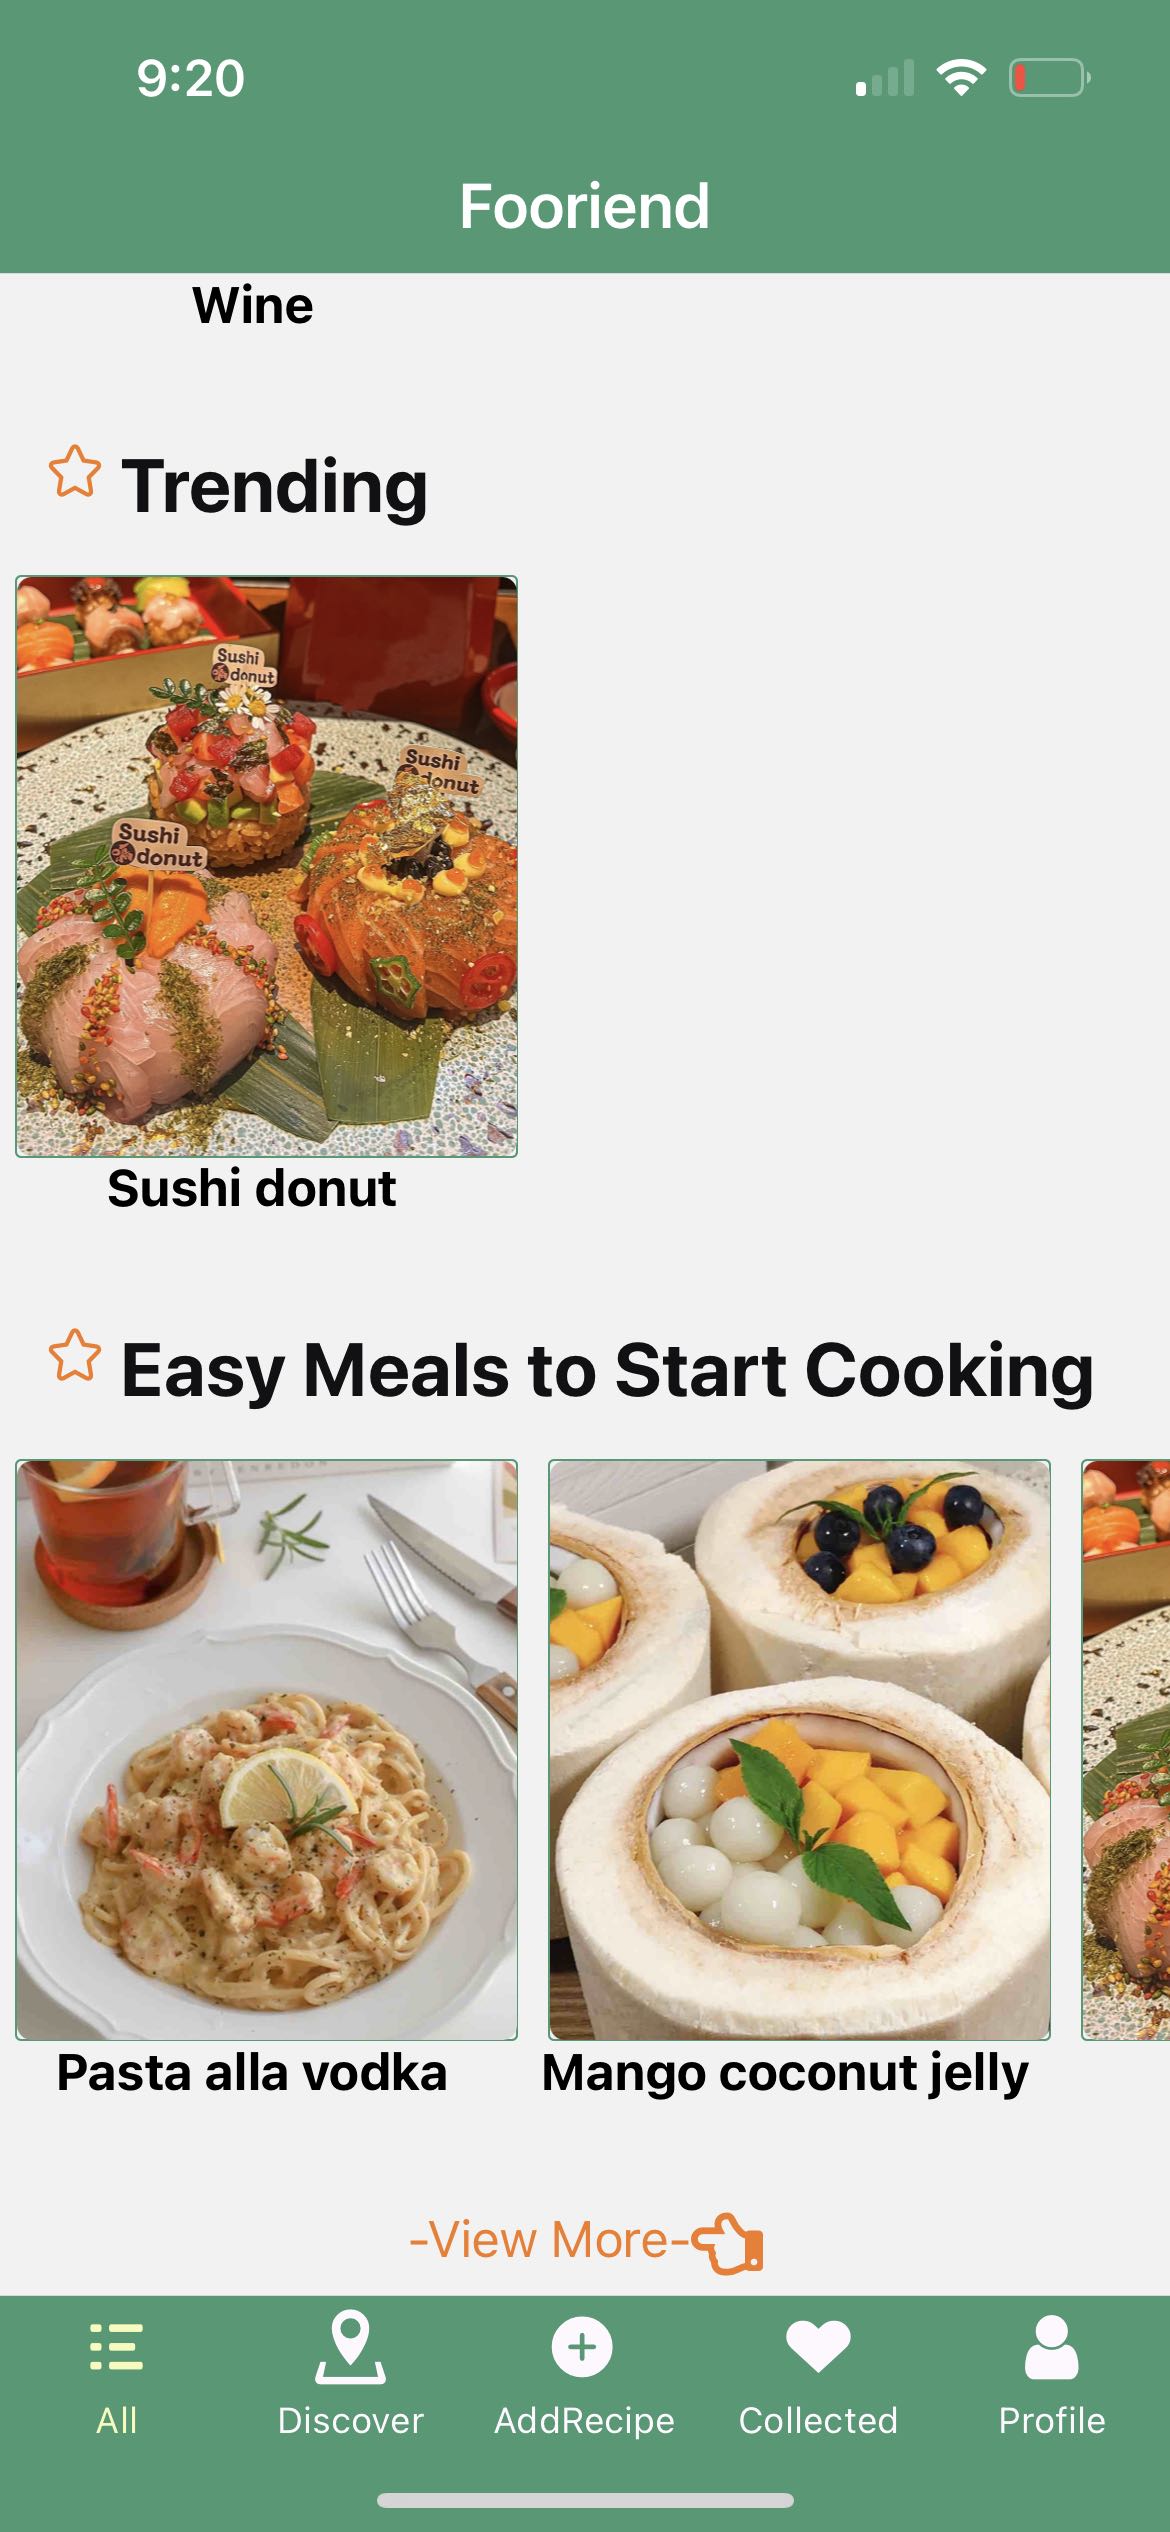 9:20
Fooriend
Wine
Trending
Sushi
donut
Sushi
donut
Sushi
donut
Sushi donut
Easy Meals to Start Cooking
Pasta alla vodka
Mango coconut jelly
-View More-
All
Discover
AddRecipe
Collected
Profile